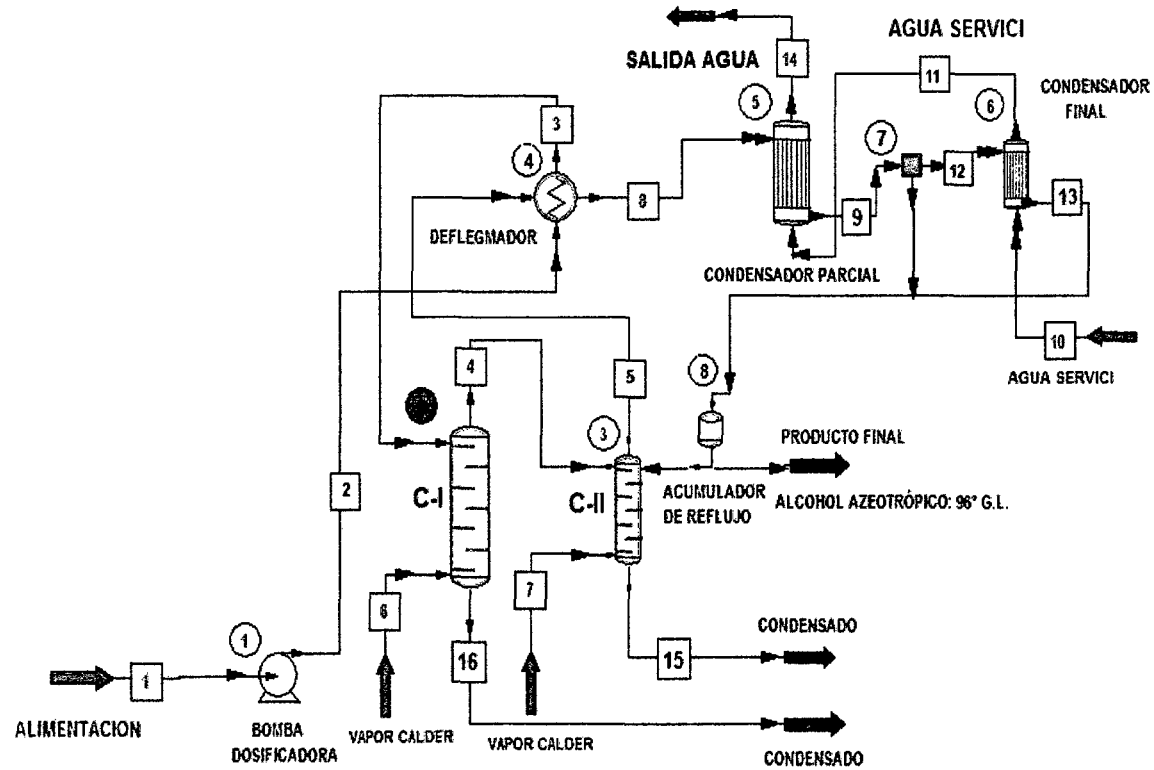 AGUA SERVICI
SALIDA AGUA
14
11
CONDENSADOR
FINAL
5
6
3
4
7
12
8
9
13
DEFLEGMADOR
CONDENSADOR PARCIAL
10
AGUA SERVICI
4
5
8
3
PRODUCTO FINAL
C-I
C-II
ACUMULADOR
DE REFLUJO
ALCOHOL AZEOTRÓPICO: 96° G.L.
2
6
7
1
1
16
15
CONDENSADO
ALIMENTACION
BOMBA
DOSIFICADORA
VAPOR CALDER
VAPOR CALDER
CONDENSADO